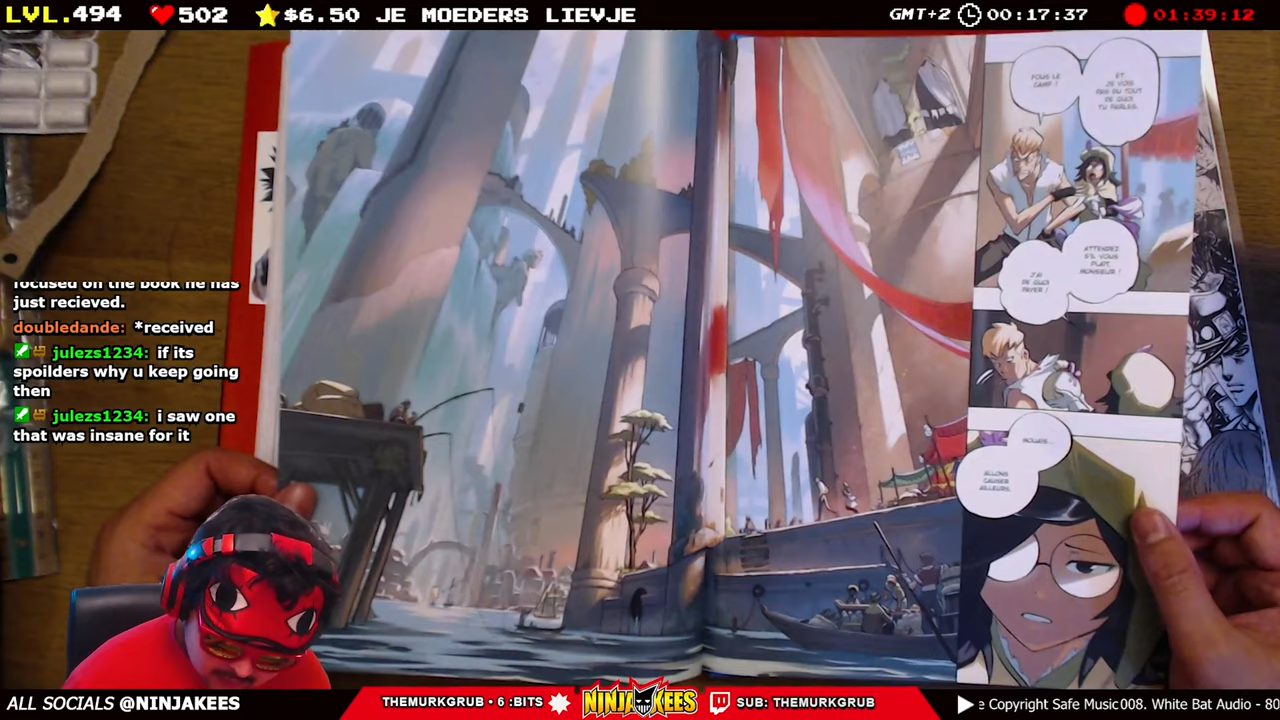 LVL.494 502 $6.50 JE MOEDERS LIEVJE GMT+2 00:17:37 01:39:12
FOUS LE
CAMP !
ET
JE VOIS
PAS DU TOUT
DE QUOI
TU PARLES.
ATTENDEZ
S'IL VOUS
PLAÎT,
MONSIEUR !
J'AI
DE QUOI
PAYER !
MOUAIS...
ALLONS
CAUSER
AILLEURS.
focused on the book he has
just recieved.
doubledande: *received
julezs1234: if its
spoilders why u keep going
then
julezs1234: i saw one
that was insane for it
ALL SOCIALS @NINJAKEES
THEMURKGRUB • 6 :BITS
NINJAKEES
SUB: THEMURKGRUB
e Copyright Safe Music008. White Bat Audio - 80